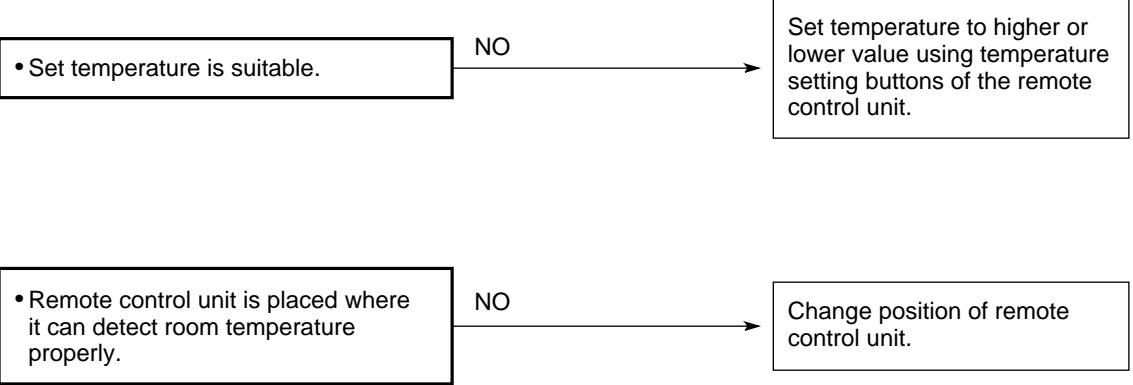 • Set temperature is suitable.
NO
Set temperature to higher or
lower value using temperature
setting buttons of the remote
control unit.
• Remote control unit is placed where
it can detect room temperature
properly.
NO
Change position of remote
control unit.